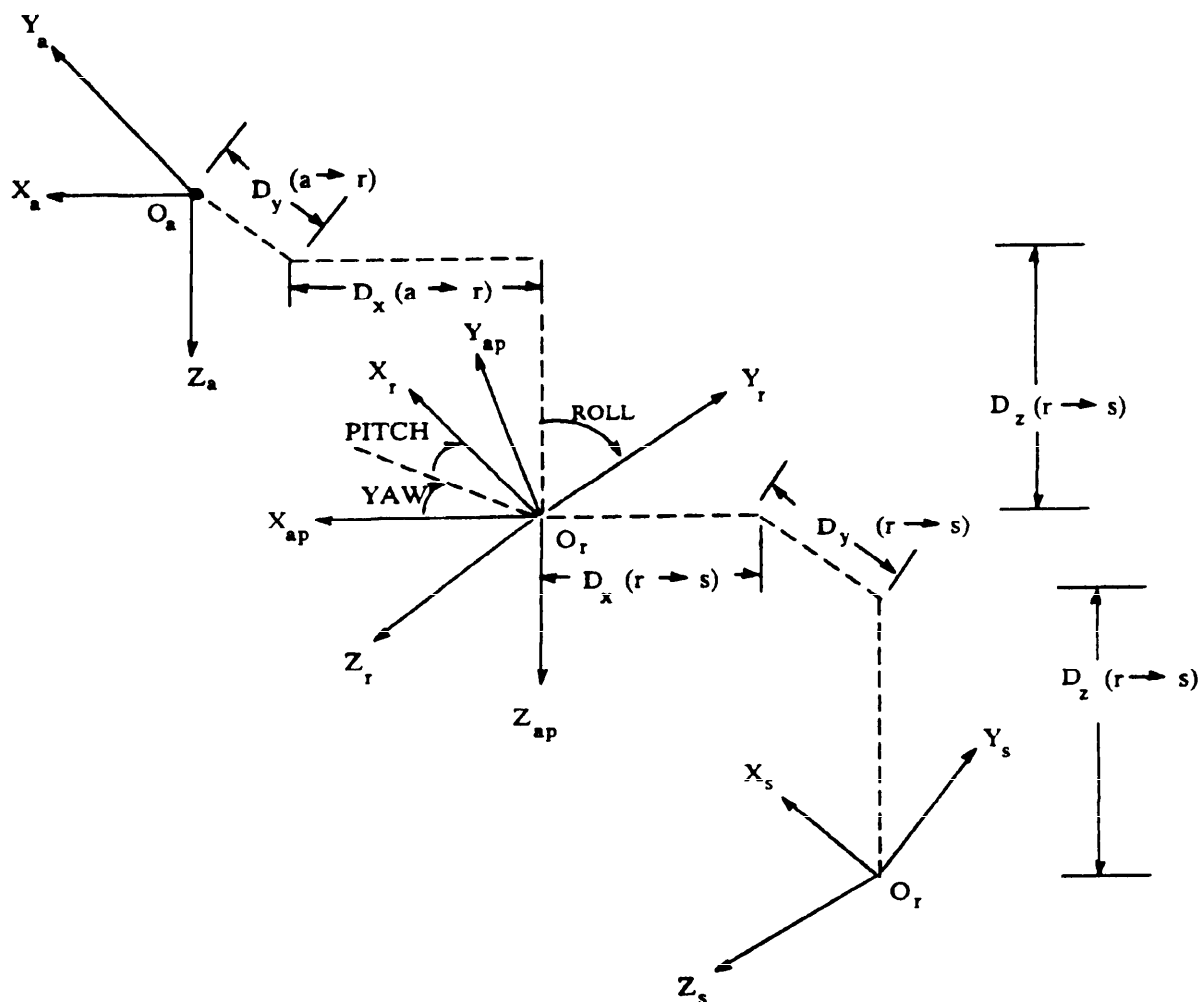 Y_a
X_a
O_a
D_y (a → r)
Z_a
D_x (a → r)
Y_ap
X_r
Y_r
ROLL
PITCH
YAW
X_ap
O_r
D_x (r → s)
D_y (r → s)
D_z (r → s)
Z_r
Z_ap
D_z (r → s)
Y_s
X_s
O_r
Z_s